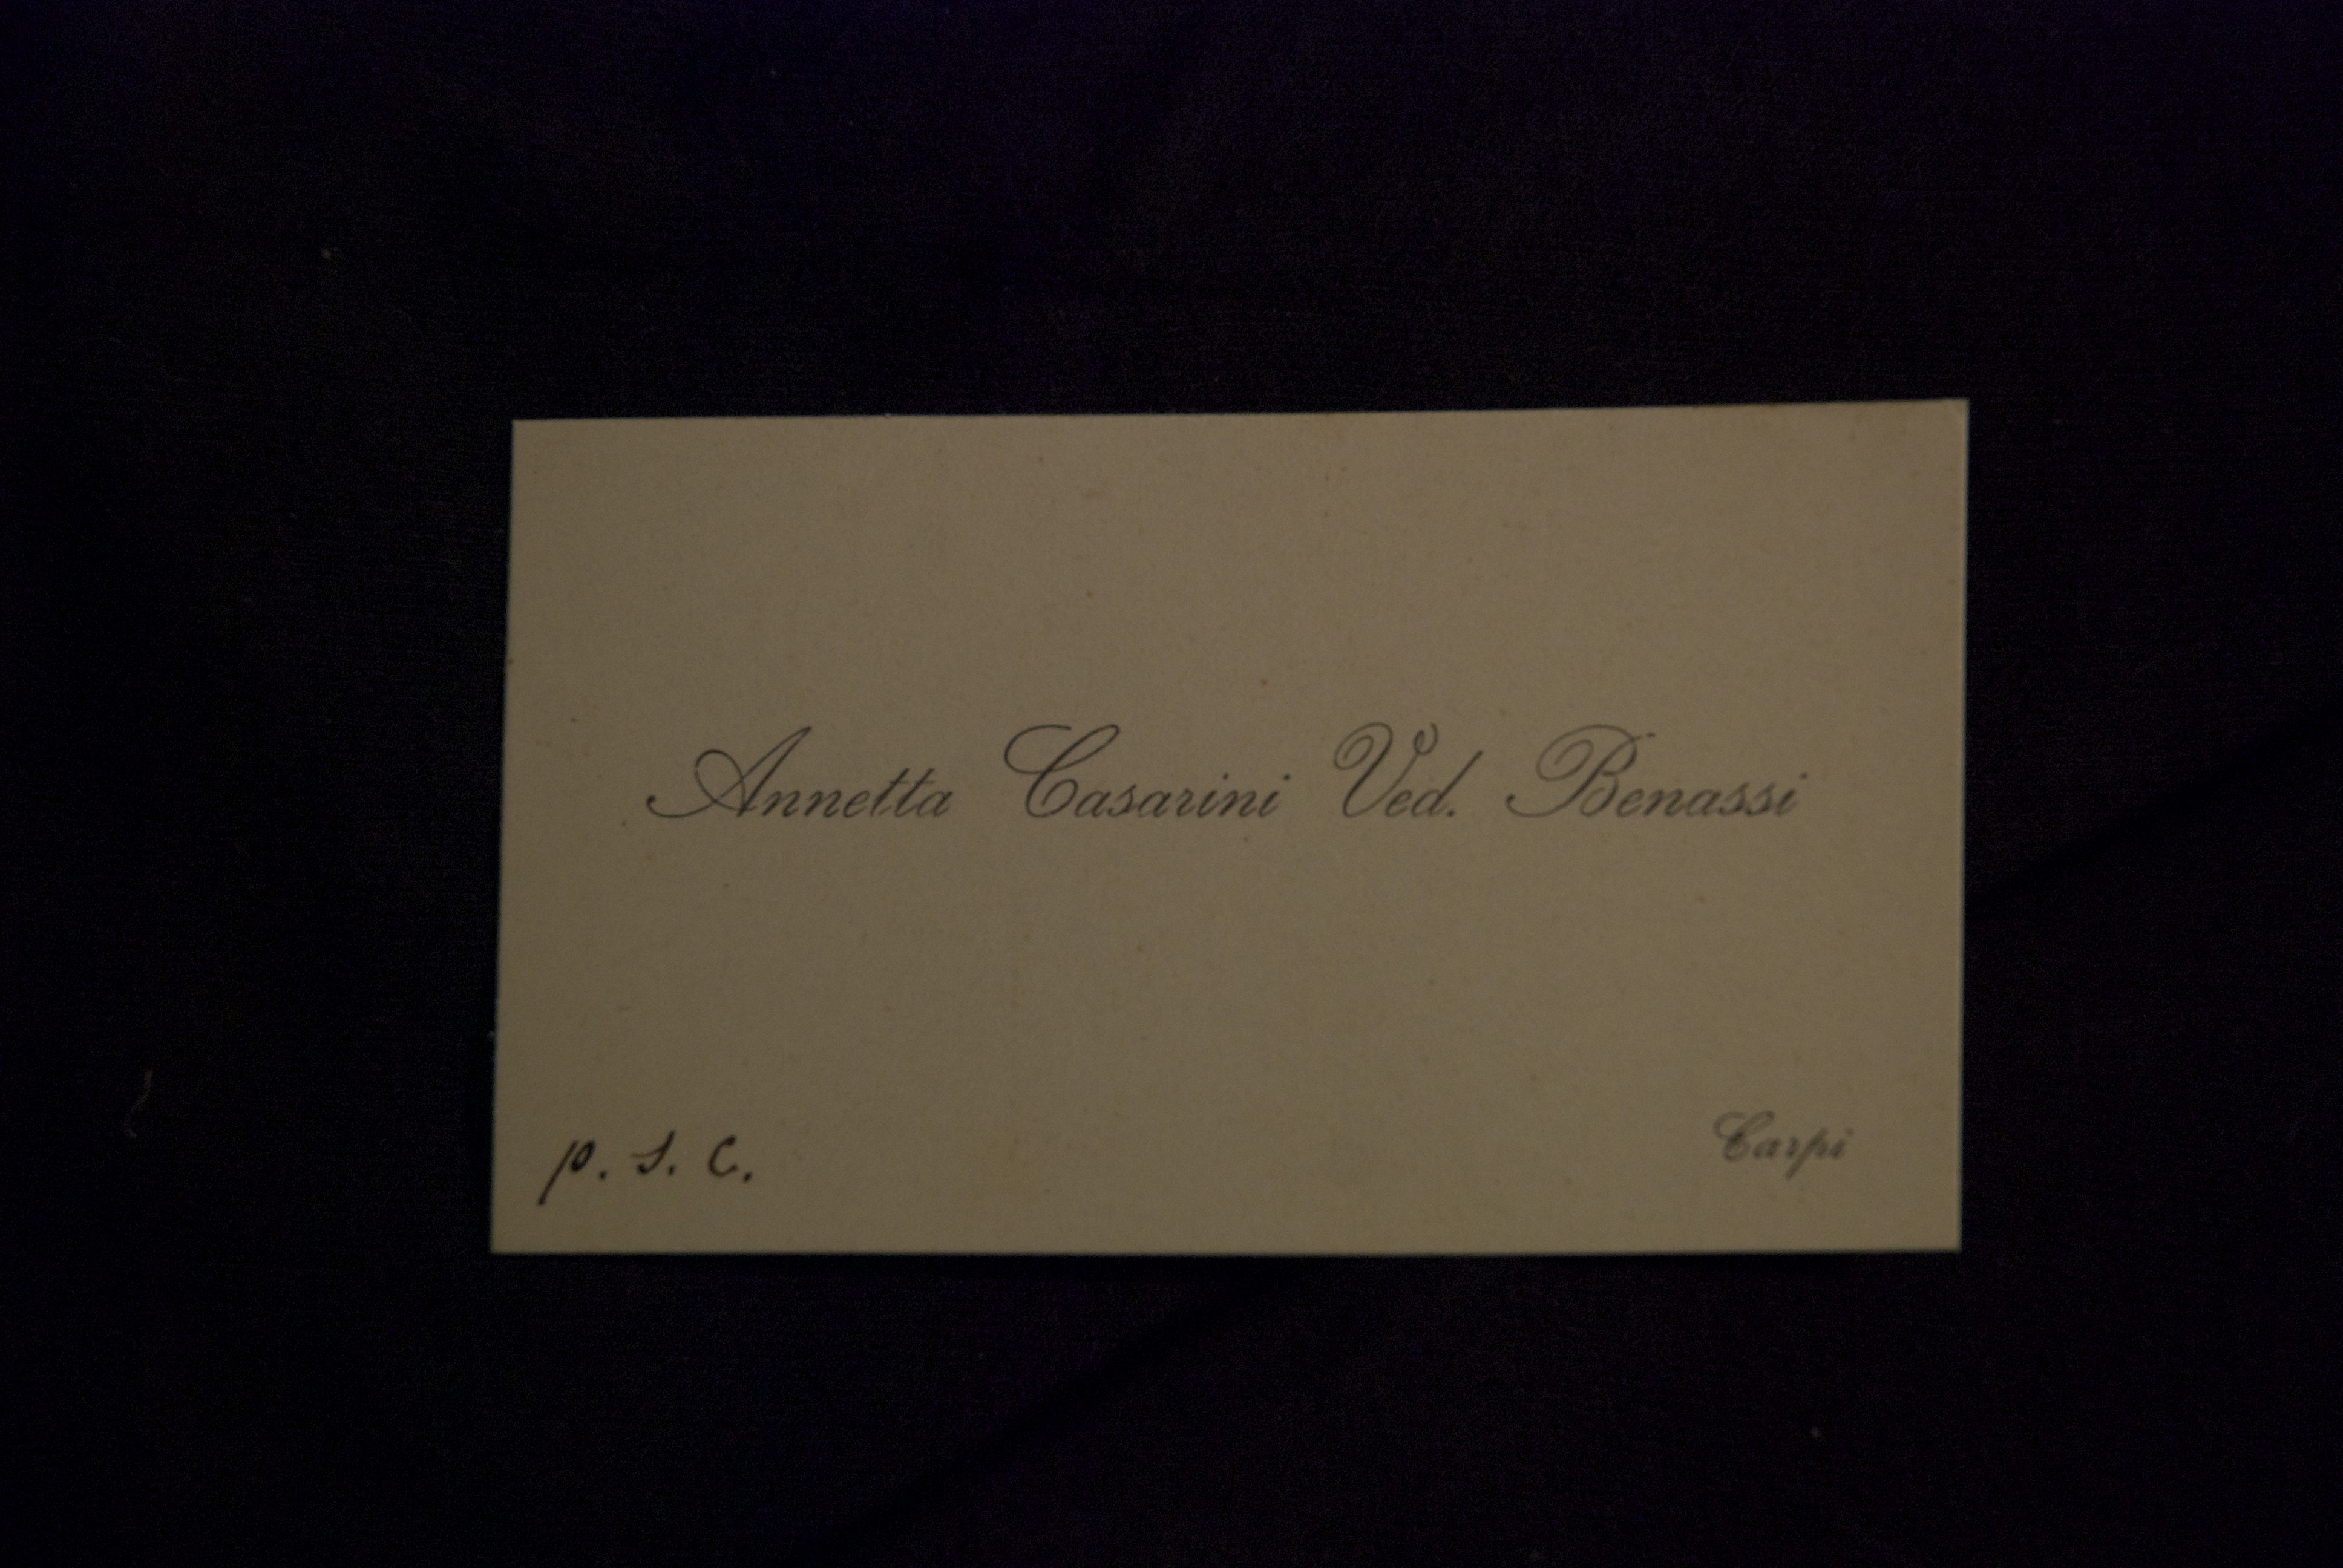 Annetta Casarini Ved. Benassi
p. s. c.
Carpi